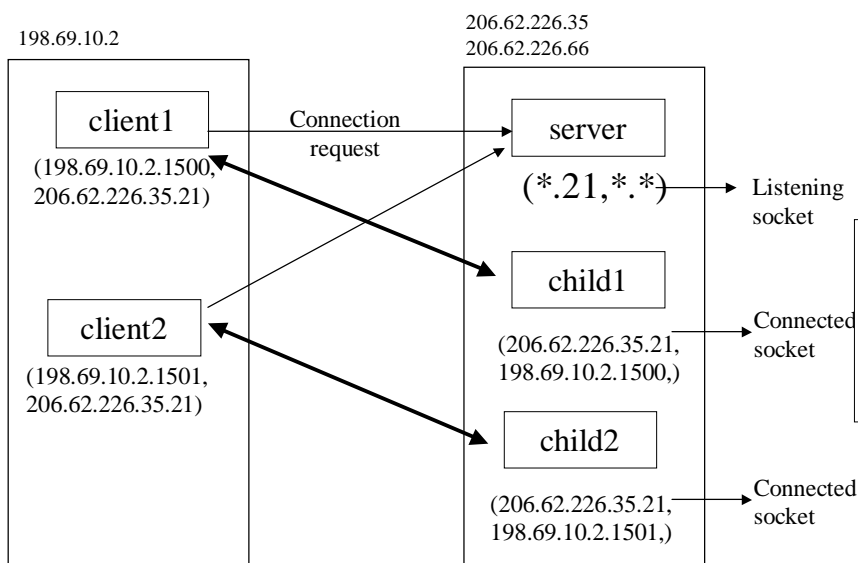 198.69.10.2
206.62.226.35
206.62.226.66
client1
Connection
request
server
(198.69.10.2.1500,
206.62.226.35.21)
(*.21,*.*)
Listening
socket
child1
client2
Connected
socket
(206.62.226.35.21,
198.69.10.2.1500,)
(198.69.10.2.1501,
206.62.226.35.21)
child2
(206.62.226.35.21,
198.69.10.2.1501,)
Connected
socket